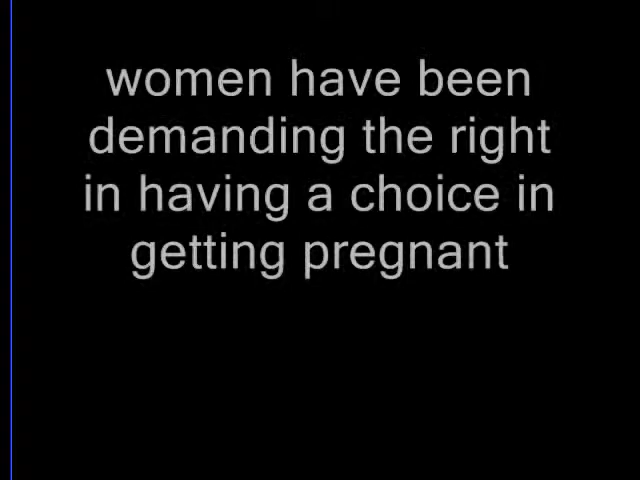 women have been
demanding the right
in having a choice in
getting pregnant